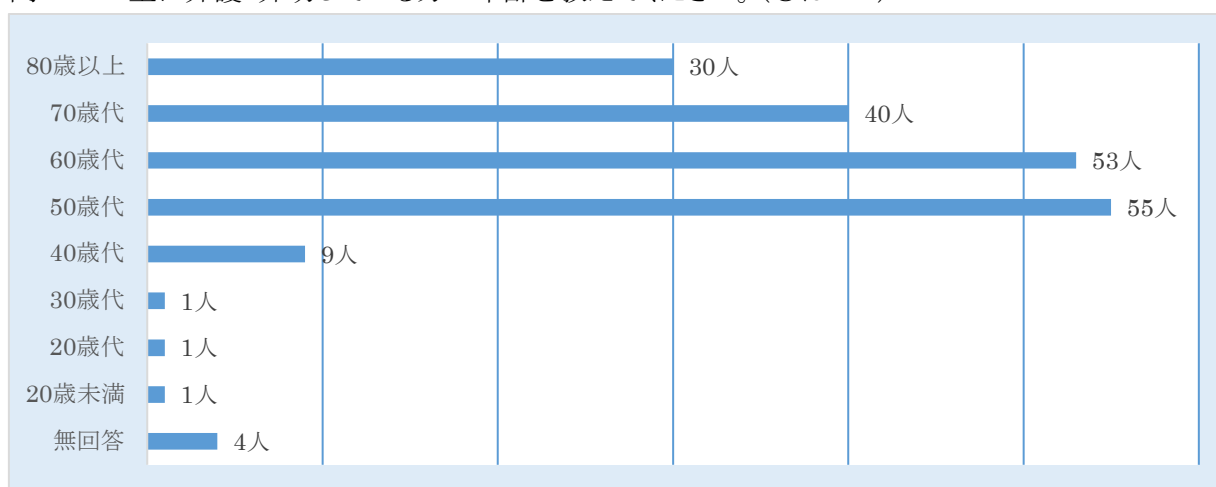 80歳以上 30人
70歳代 40人
60歳代 53人
50歳代 55人
40歳代 9人
30歳代 1人
20歳代 1人
20歳未満 1人
無回答 4人